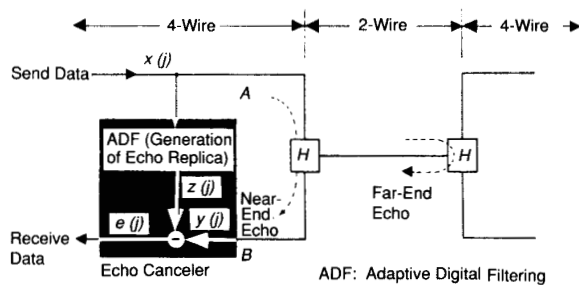 4-Wire 2-Wire 4-Wire
x (j)
Send Data
A
ADF (Generation
of Echo Replica)
H
H
z (j)
Near-
End
Echo
Far-End
Echo
e (j)
y (j)
Receive
Data
−
B
Echo Canceler
ADF: Adaptive Digital Filtering